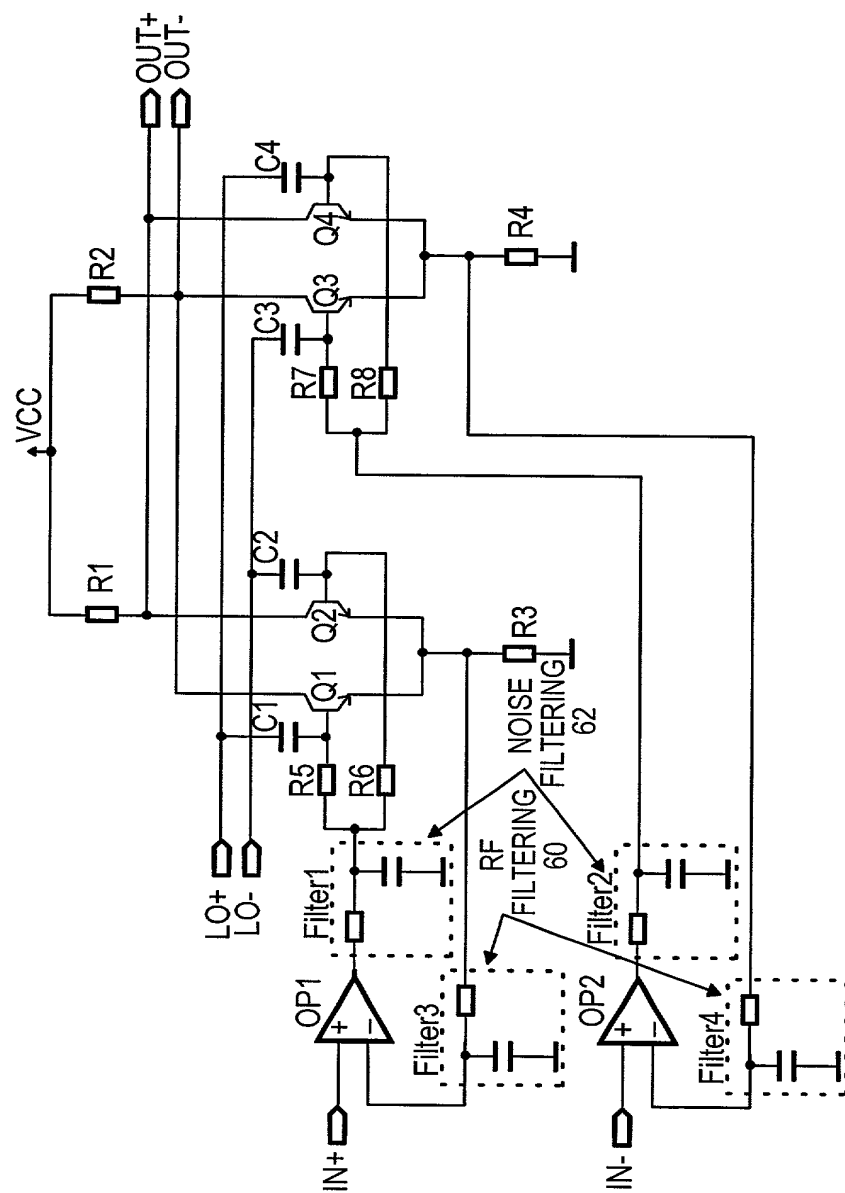 VCC
OUT+
OUT-
R1
R2
LO+
LO-
C1
C2
C3
C4
Q1
Q2
Q3
Q4
R5
R6
R7
R8
R3
R4
Filter1
OP1
+
−
IN+
Filter3
RF
FILTERING
60
NOISE
FILTERING
62
Filter2
OP2
+
−
IN-
Filter4